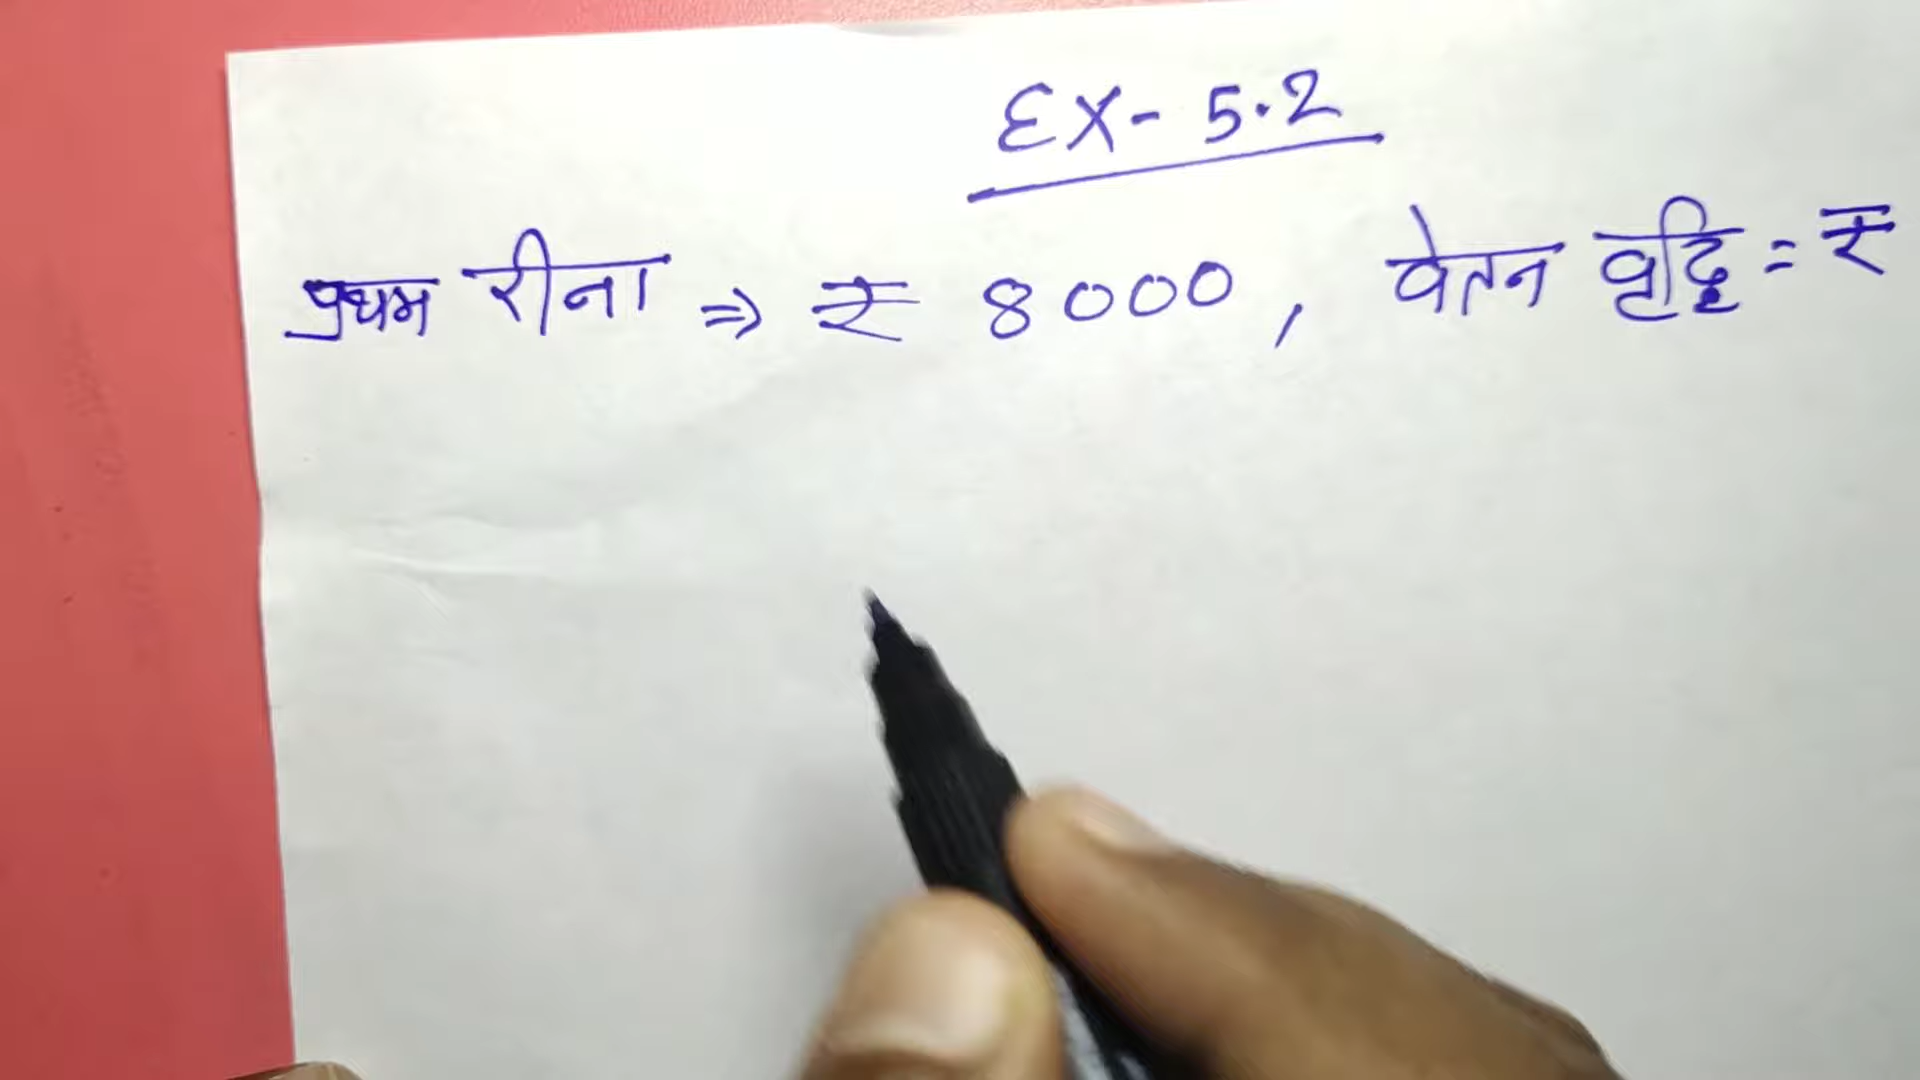 EX- 5.2
प्रथम रीना ⇒ ₹ 8000, वेतन वृद्धि = ₹